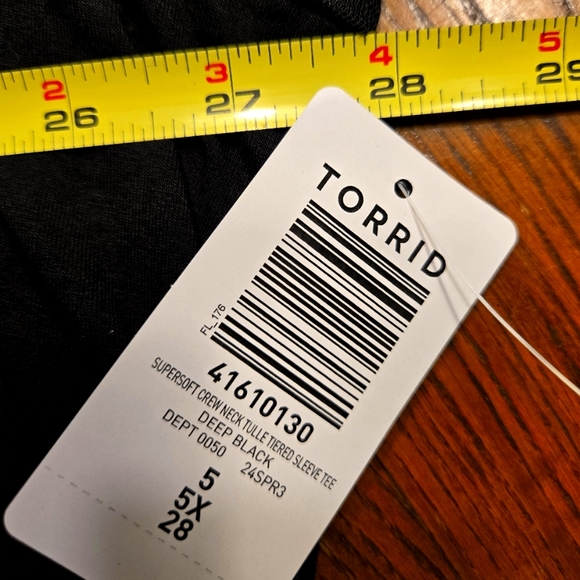 2 3 4 5
26 27 28 29
TORRID
FL_176
41610130
SUPERSOFT CREW NECK TULLE TIERED SLEEVE TEE
DEEP BLACK
DEPT 0050 24SPR3
5
5X
28